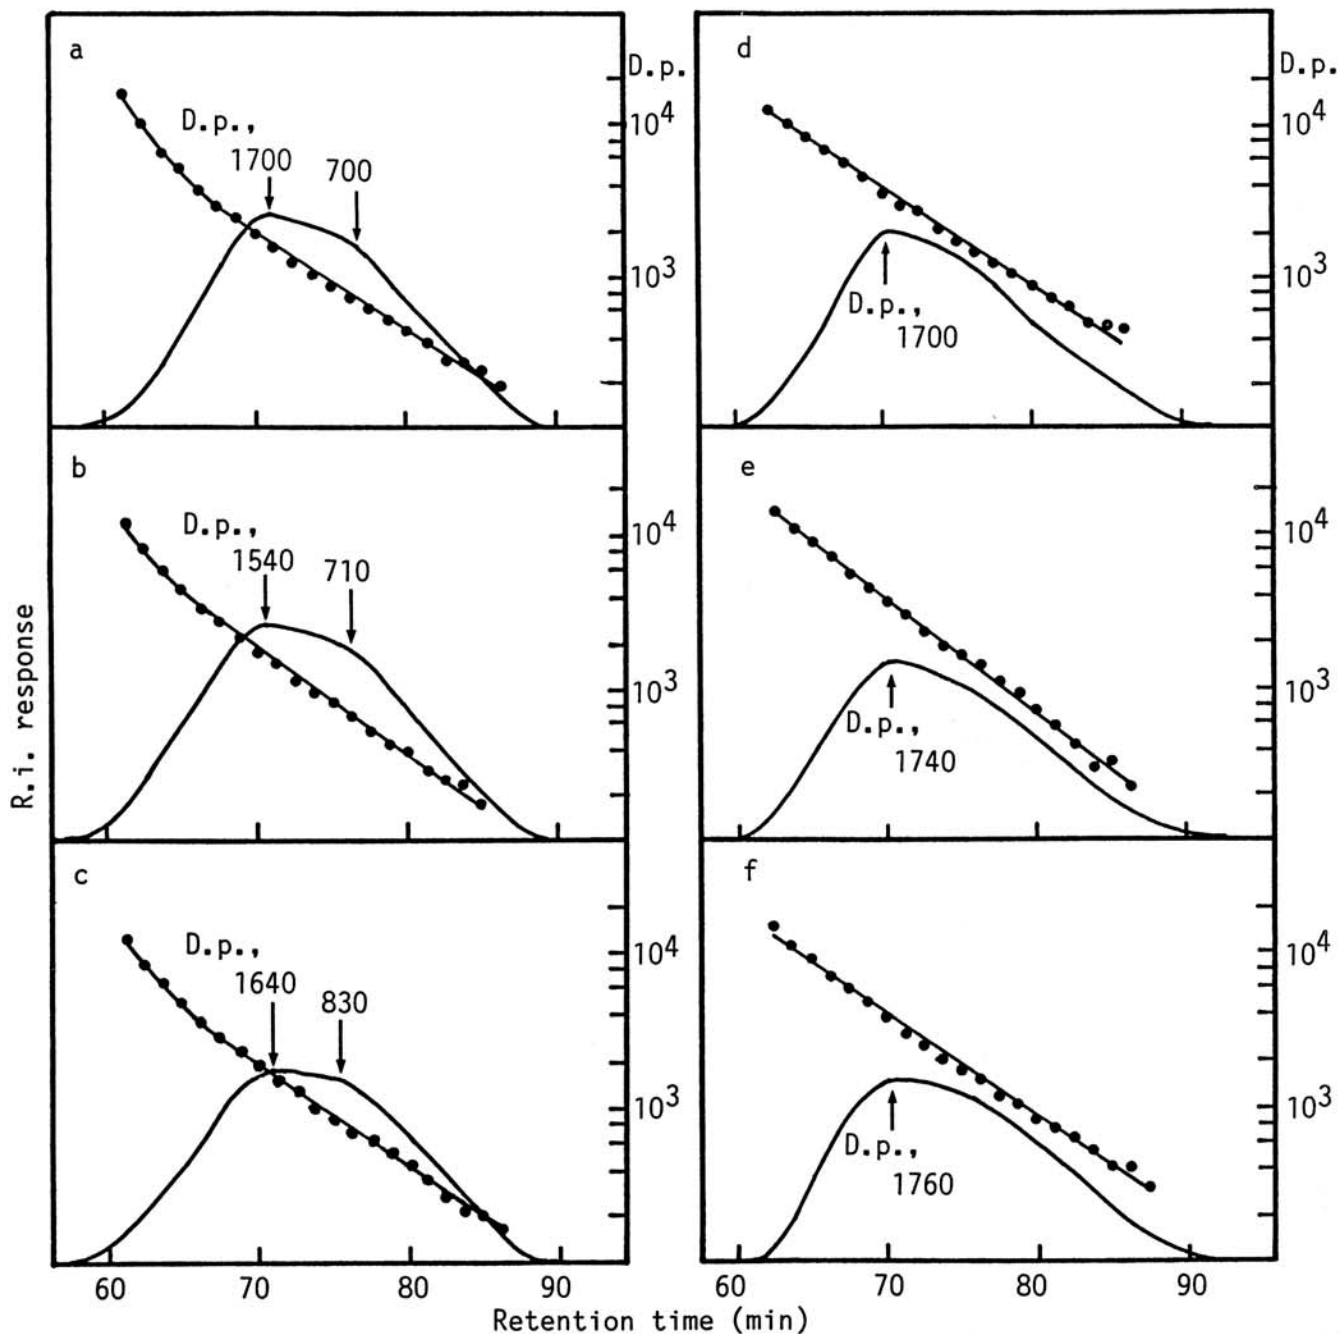 a
D.p.,
1700 700
D.p.
10⁴
10³
d
D.p.,
1700
D.p.
10⁴
10³
b
D.p.,
1540 710
10⁴
10³
e
D.p.,
1740
10⁴
10³
c
D.p.,
1640 830
10⁴
10³
f
D.p.,
1760
10⁴
10³
R.i. response
60 70 80 90 60 70 80 90
Retention time (min)